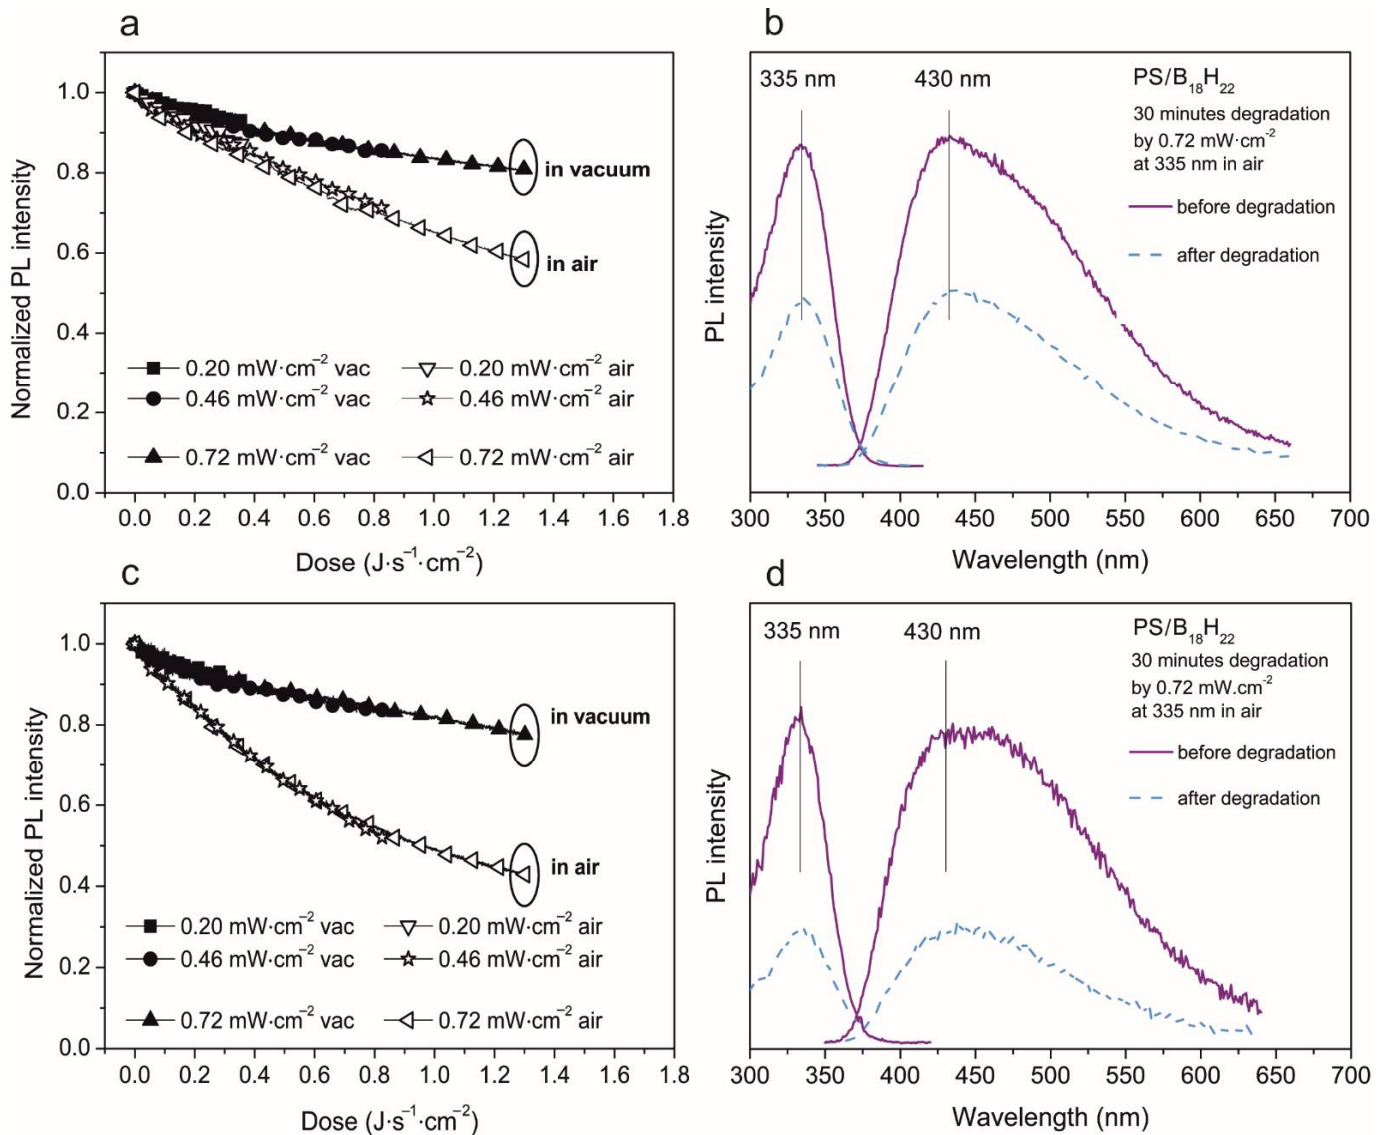 a
Normalized PL intensity
1.0
0.8
0.6
0.4
0.2
0.0
in vacuum
in air
0.20 mW·cm⁻² vac
0.46 mW·cm⁻² vac
0.72 mW·cm⁻² vac
0.20 mW·cm⁻² air
0.46 mW·cm⁻² air
0.72 mW·cm⁻² air
0.0 0.2 0.4 0.6 0.8 1.0 1.2 1.4 1.6 1.8
Dose (J·s⁻¹·cm⁻²)
b
PL intensity
335 nm
430 nm
PS/B₁₈H₂₂
30 minutes degradation
by 0.72 mW·cm⁻²
at 335 nm in air
before degradation
after degradation
300 350 400 450 500 550 600 650 700
Wavelength (nm)
c
Normalized PL intensity
1.0
0.8
0.6
0.4
0.2
0.0
in vacuum
in air
0.20 mW·cm⁻² vac
0.46 mW·cm⁻² vac
0.72 mW·cm⁻² vac
0.20 mW·cm⁻² air
0.46 mW·cm⁻² air
0.72 mW·cm⁻² air
0.0 0.2 0.4 0.6 0.8 1.0 1.2 1.4 1.6 1.8
Dose (J·s⁻¹·cm⁻²)
d
PL intensity
335 nm
430 nm
PS/B₁₈H₂₂
30 minutes degradation
by 0.72 mW.cm⁻²
at 335 nm in air
before degradation
after degradation
300 350 400 450 500 550 600 650 700
Wavelength (nm)